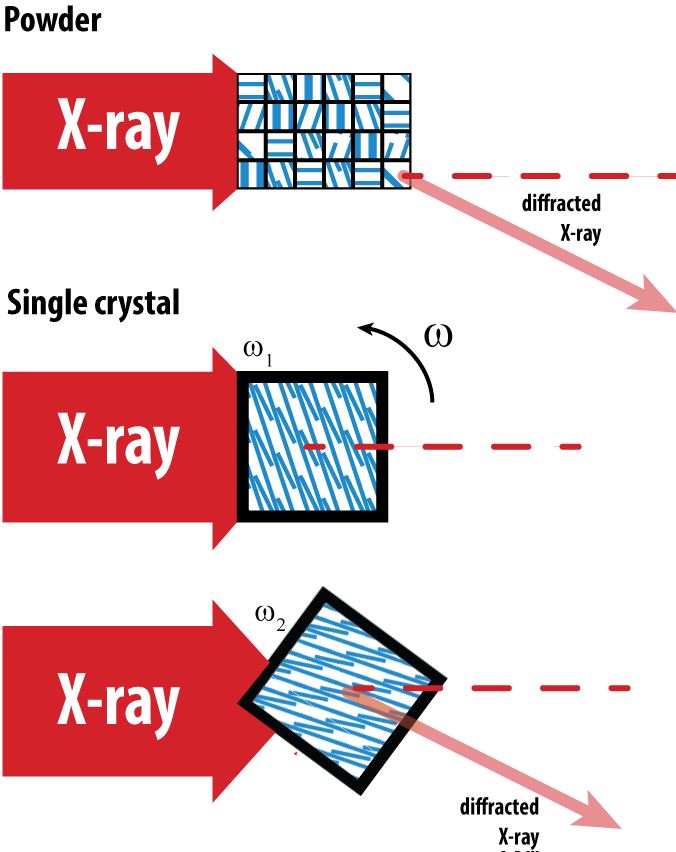 Powder
X-ray
diffracted
X-ray
Single crystal
ω1
ω
X-ray
ω2
X-ray
diffracted
X-ray